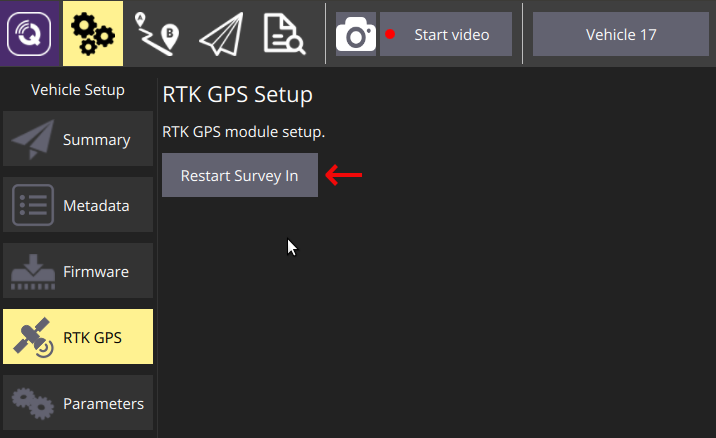 B
Start video
Vehicle 17
Vehicle Setup
Summary
Metadata
Firmware
RTK GPS
Parameters
RTK GPS Setup
RTK GPS module setup.
Restart Survey In